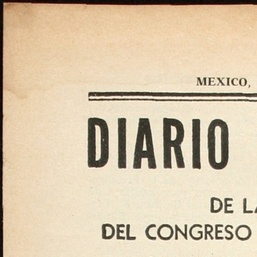 MEXICO,
DIARIO
DE LA
DEL CONGRESO